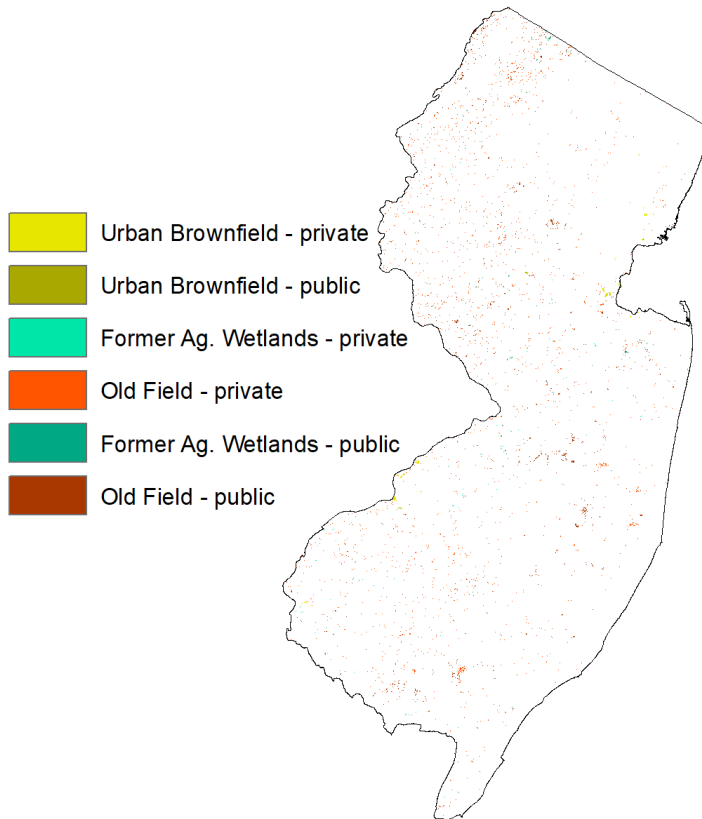 Urban Brownfield - private
Urban Brownfield - public
Former Ag. Wetlands - private
Old Field - private
Former Ag. Wetlands - public
Old Field - public